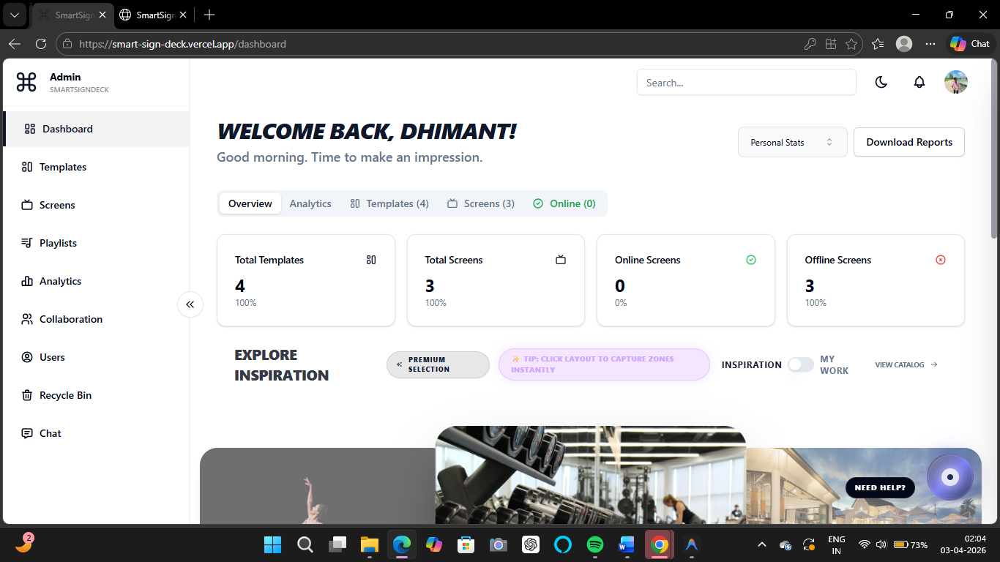 SmartSign
SmartSign
https://smart-sign-deck.vercel.app/dashboard
Chat
Admin
SMARTSIGNDECK
Search...
Dashboard
Templates
Screens
Playlists
Analytics
Collaboration
Users
Recycle Bin
Chat
WELCOME BACK, DHIMANT!
Good morning. Time to make an impression.
Personal Stats
Download Reports
Overview
Analytics
Templates (4)
Screens (3)
Online (0)
Total Templates
4
100%
Total Screens
3
100%
Online Screens
0
0%
Offline Screens
3
100%
EXPLORE
INSPIRATION
PREMIUM
SELECTION
✨ TIP: CLICK LAYOUT TO CAPTURE ZONES
INSTANTLY
INSPIRATION
MY
WORK
VIEW CATALOG →
NEED HELP?
2
ENG
IN
73%
02:04
03-04-2026